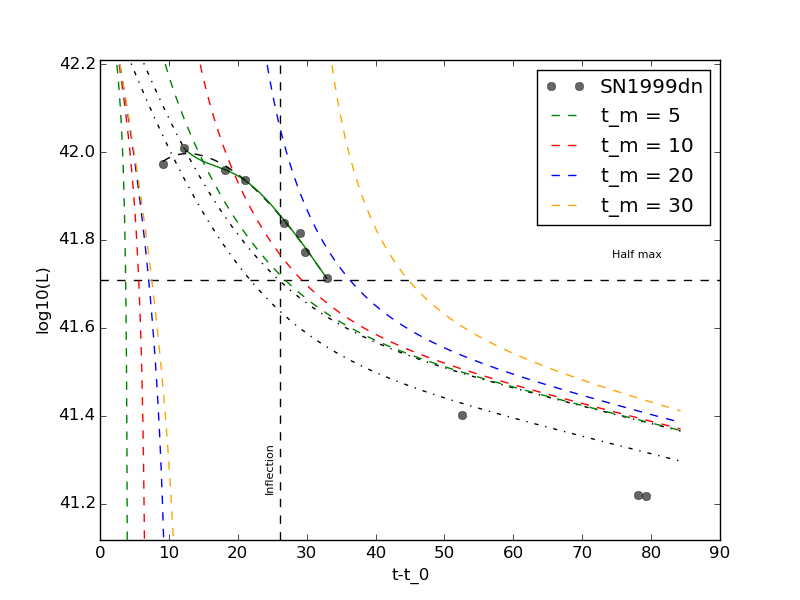 42.2
42.0
41.8
41.6
41.4
41.2
log10(L)
SN1999dn
t_m = 5
t_m = 10
t_m = 20
t_m = 30
Half max
Inflection
0 10 20 30 40 50 60 70 80 90
t-t_0